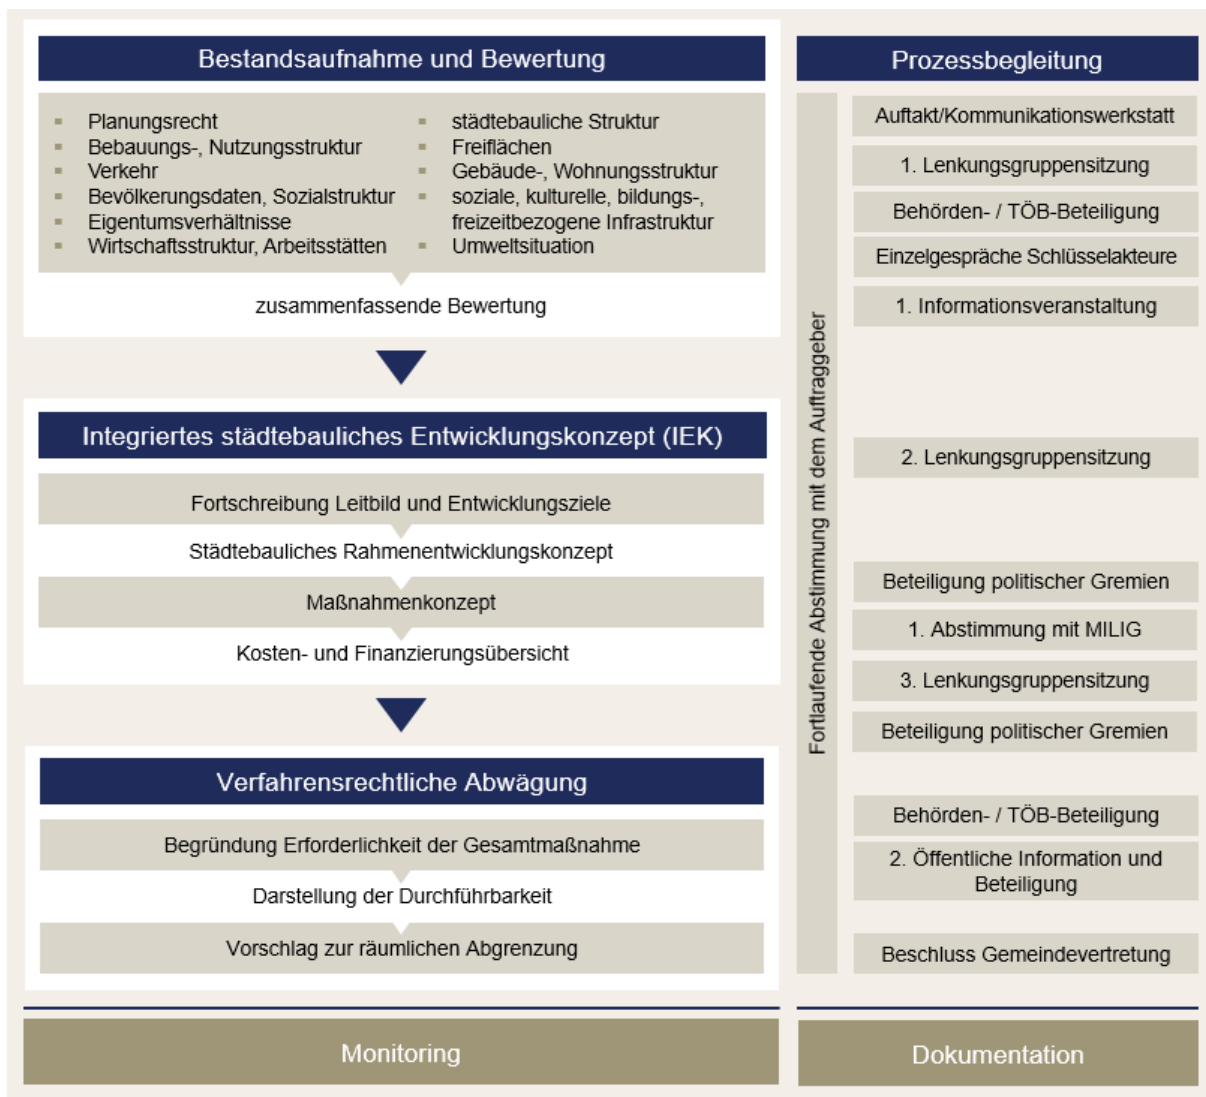 Bestandsaufnahme und Bewertung
Planungsrecht
Bebauungs-, Nutzungsstruktur
Verkehr
Bevölkerungsdaten, Sozialstruktur
Eigentumsverhältnisse
Wirtschaftsstruktur, Arbeitsstätten
städtebauliche Struktur
Freiflächen
Gebäude-, Wohnungsstruktur
soziale, kulturelle, bildungs-,
freizeitbezogene Infrastruktur
Umweltsituation
zusammenfassende Bewertung
Integriertes städtebauliches Entwicklungskonzept (IEK)
Fortschreibung Leitbild und Entwicklungsziele
Städtebauliches Rahmenentwicklungskonzept
Maßnahmenkonzept
Kosten- und Finanzierungsübersicht
Verfahrensrechtliche Abwägung
Begründung Erforderlichkeit der Gesamtmaßnahme
Darstellung der Durchführbarkeit
Vorschlag zur räumlichen Abgrenzung
Monitoring
Prozessbegleitung
Fortlaufende Abstimmung mit dem Auftraggeber
Auftakt/Kommunikationswerkstatt
1. Lenkungsgruppensitzung
Behörden- / TÖB-Beteiligung
Einzelgespräche Schlüsselakteure
1. Informationsveranstaltung
2. Lenkungsgruppensitzung
Beteiligung politischer Gremien
1. Abstimmung mit MILIG
3. Lenkungsgruppensitzung
Beteiligung politischer Gremien
Behörden- / TÖB-Beteiligung
2. Öffentliche Information und
Beteiligung
Beschluss Gemeindevertretung
Dokumentation